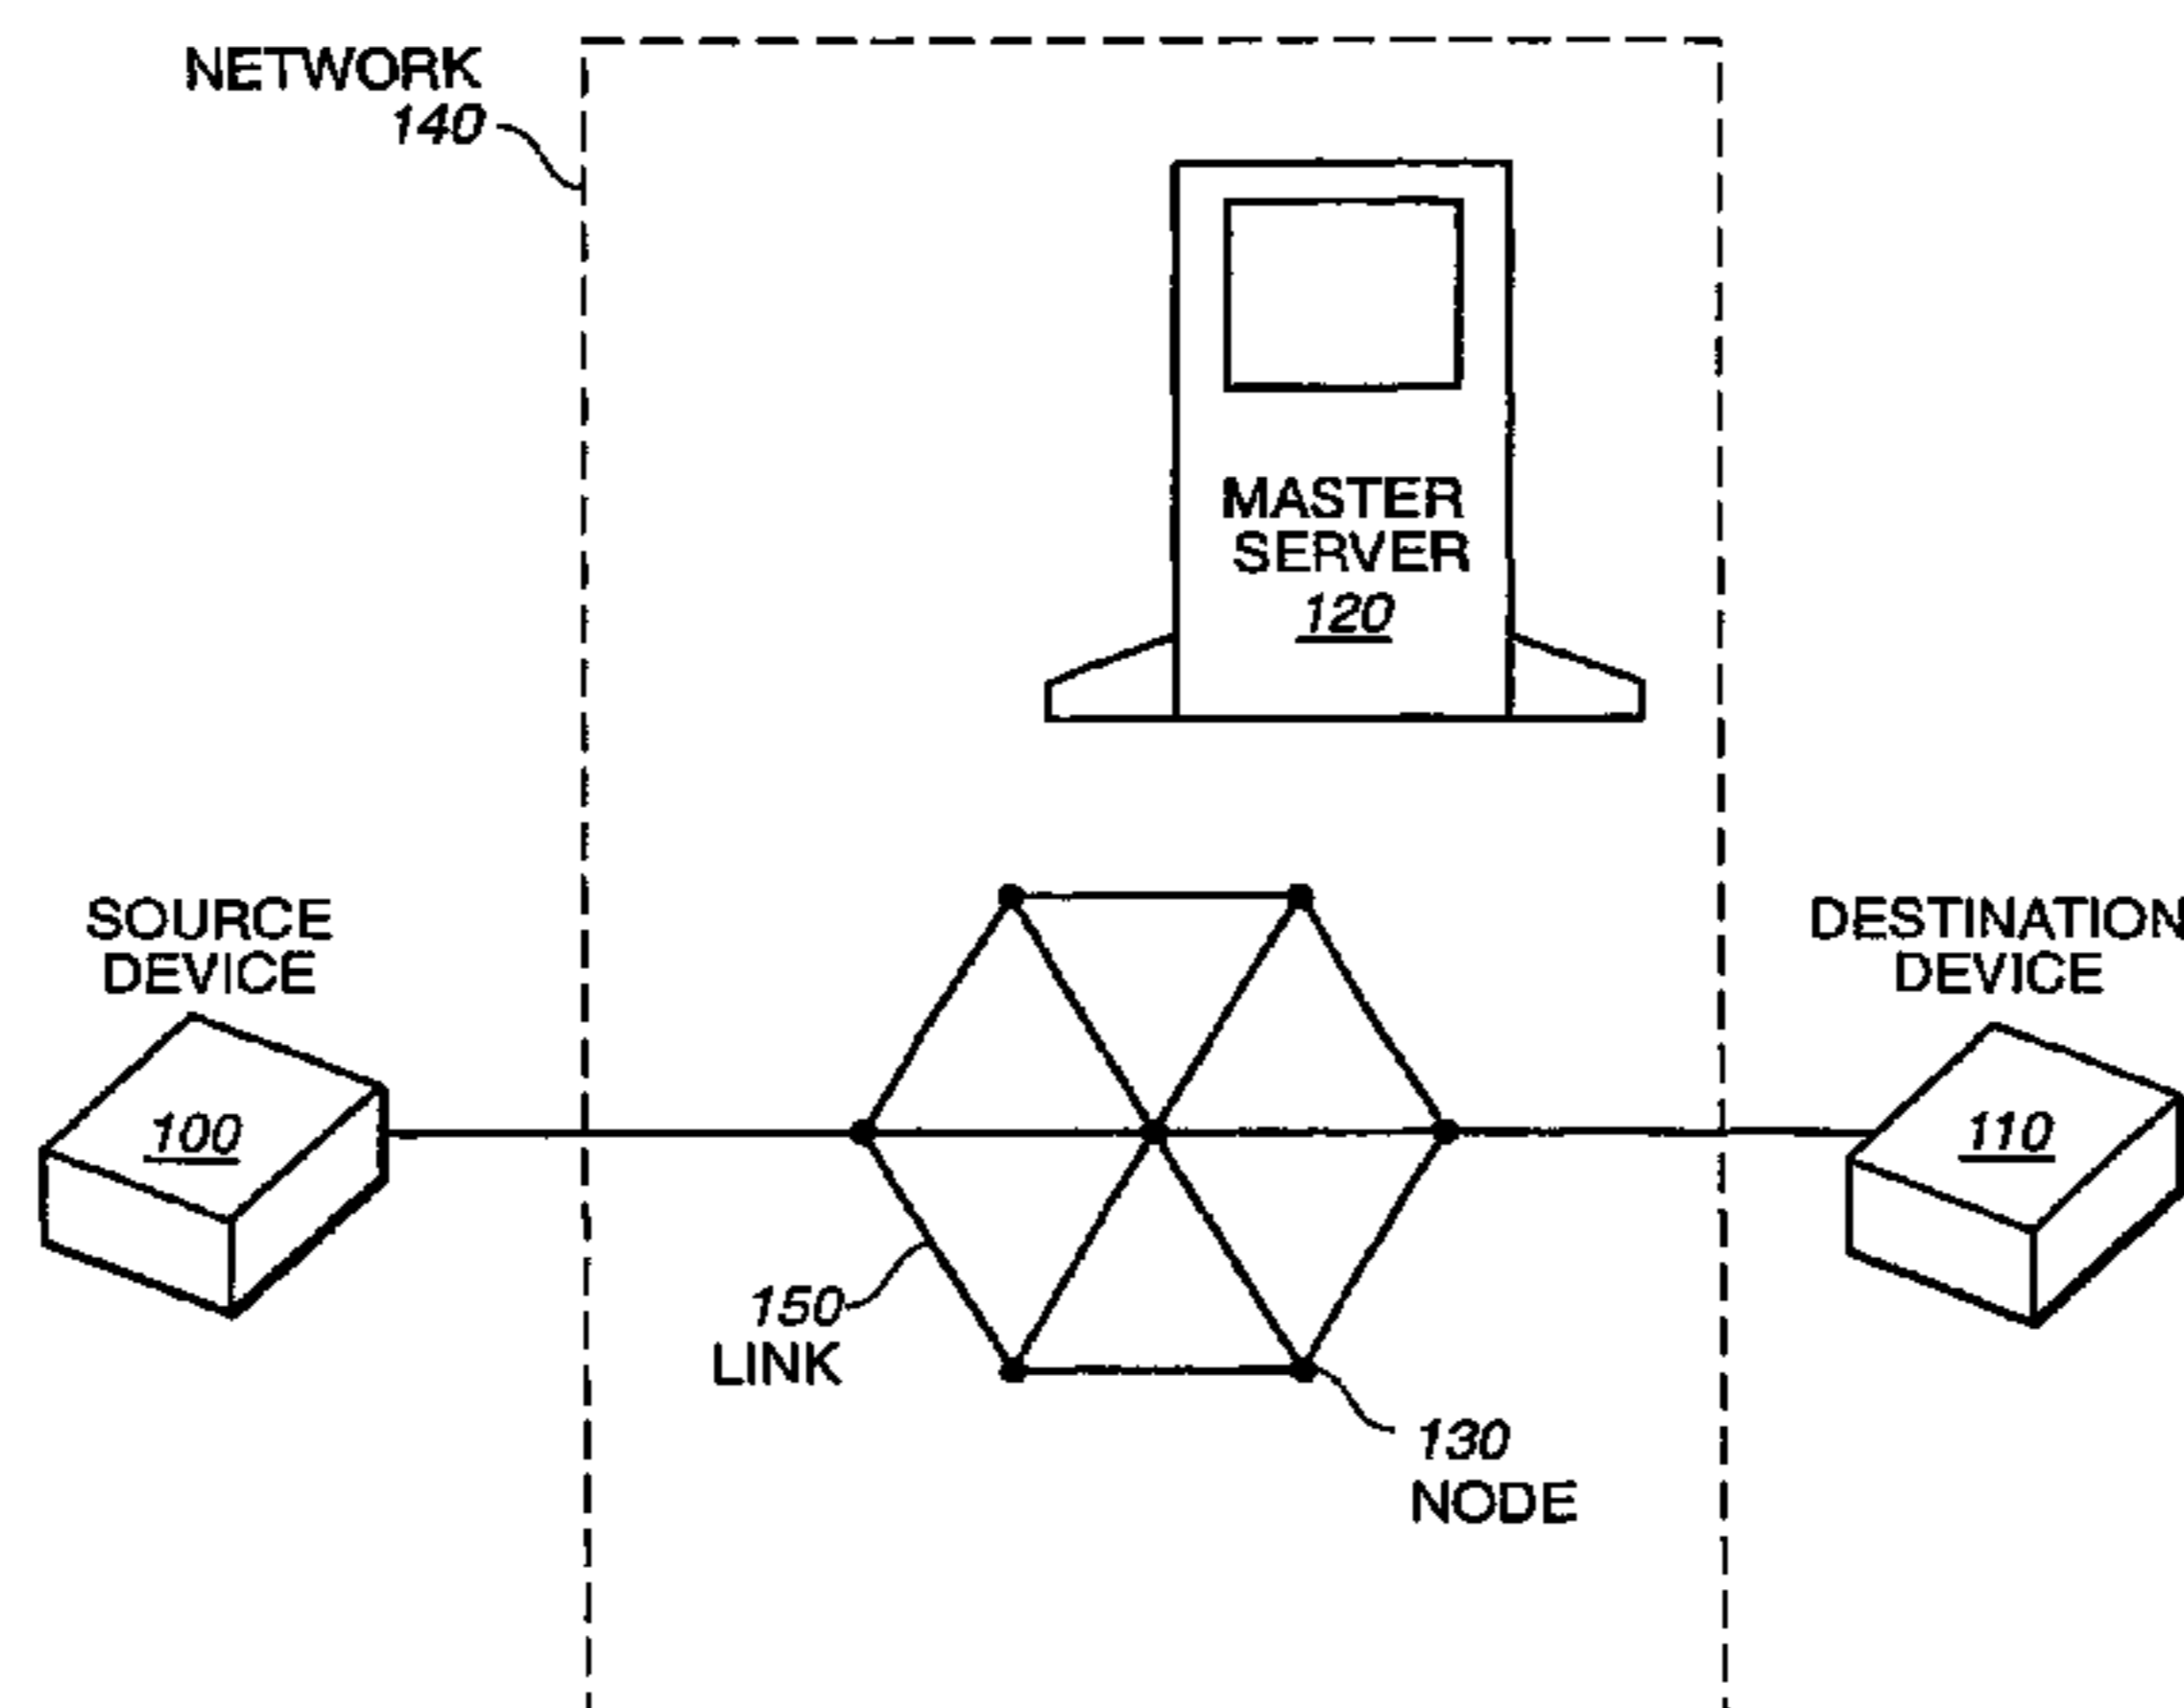 NETWORK
140
MASTER
SERVER
120
SOURCE
DEVICE
100
DESTINATION
DEVICE
110
150
LINK
130
NODE